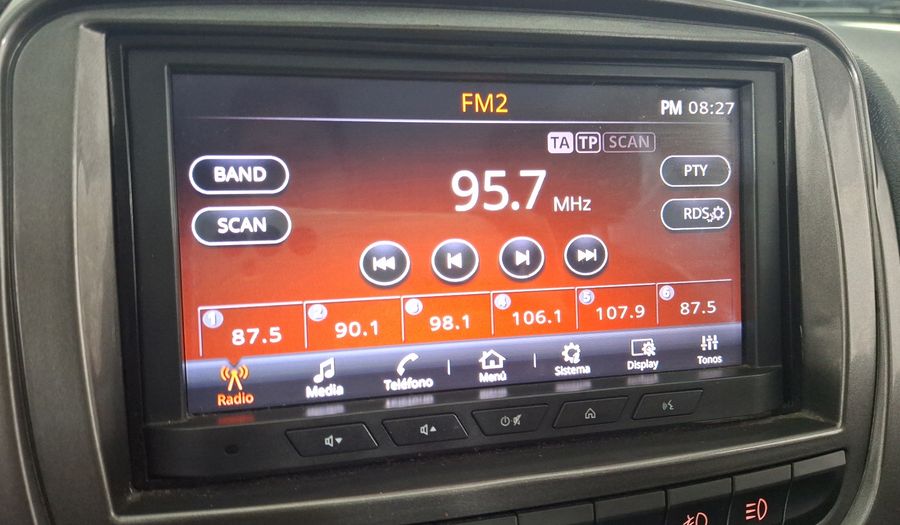 FM2
PM 08:27
TA TP SCAN
BAND
95.7 MHz
PTY
SCAN
RDS
1 87.5
2 90.1
3 98.1
4 106.1
5 107.9
6 87.5
Radio
Media
Teléfono
Menú
Sistema
Display
Tonos